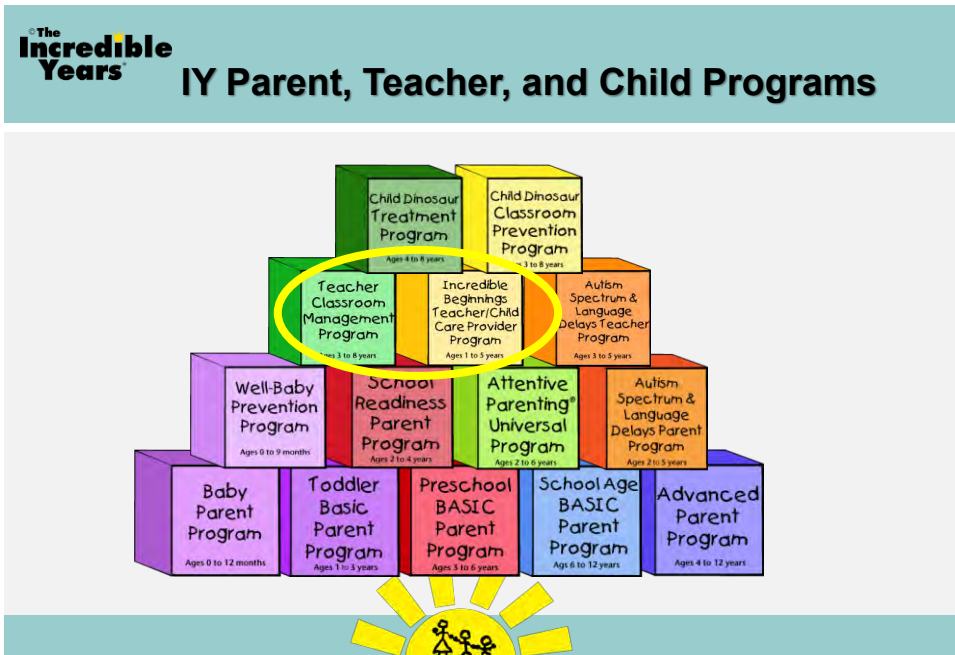 ©The
Incredible
Years®
IY Parent, Teacher, and Child Programs
Child Dinosaur
Treatment
Program
Ages 4 to 8 years
Child Dinosaur
Classroom
Prevention
Program
Ages 3 to 8 years
Teacher
Classroom
Management
Program
Ages 3 to 8 years
Incredible
Beginnings
Teacher/Child
Care Provider
Program
Ages 1 to 5 years
Autism
Spectrum &
Language
Delays Teacher
Program
Ages 3 to 5 years
Well-Baby
Prevention
Program
Ages 0 to 9 months
School
Readiness
Parent
Program
Ages 2 to 4 years
Attentive
Parenting®
Universal
Program
Ages 2 to 6 years
Autism
Spectrum &
Language
Delays Parent
Program
Ages 2 to 5 years
Baby
Parent
Program
Ages 0 to 12 months
Toddler
Basic
Parent
Program
Ages 1 to 3 years
Preschool
BASIC
Parent
Program
Ages 3 to 6 years
School Age
BASIC
Parent
Program
Ags 6 to 12 years
Advanced
Parent
Program
Ages 4 to 12 years